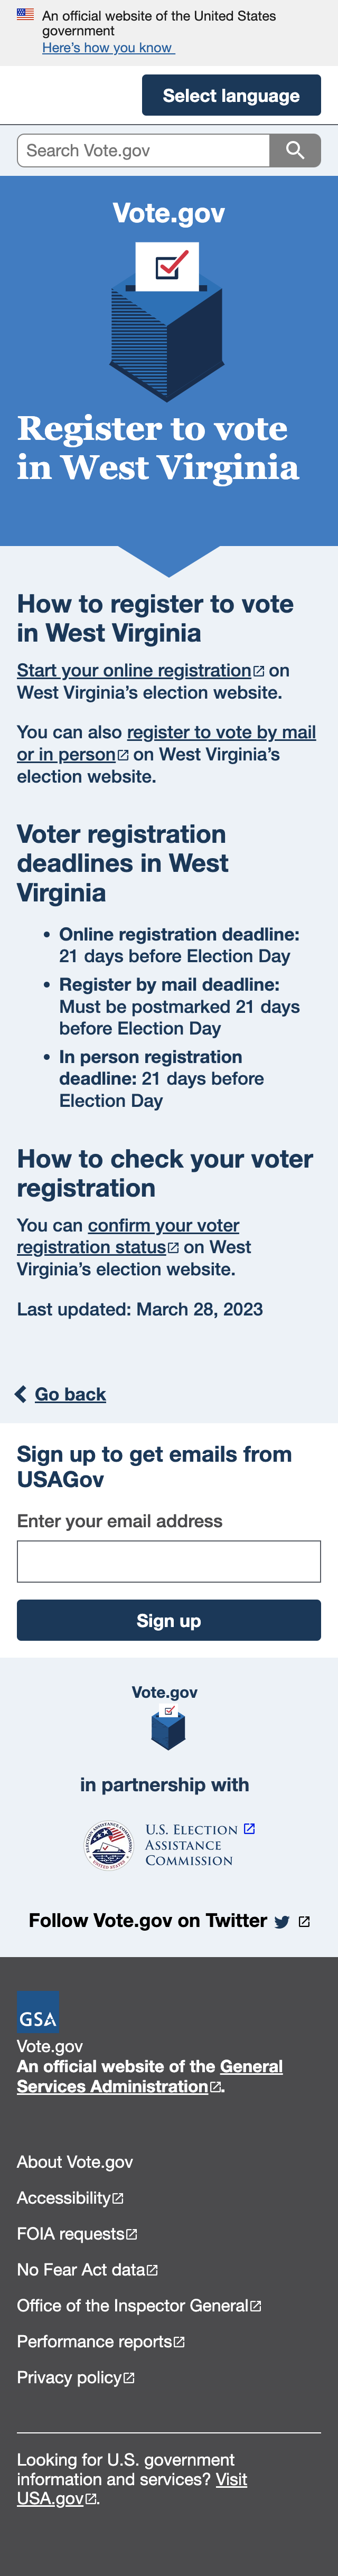 An official website of the United States
government
Here's how you know
Select language
Search Vote.gov
Vote.gov
Register to vote
in West Virginia
How to register to vote
in West Virginia
Start your online registration on
West Virginia's election website.
You can also register to vote by mail
or in person on West Virginia's
election website.
Voter registration
deadlines in West
Virginia
• Online registration deadline:
21 days before Election Day
• Register by mail deadline:
Must be postmarked 21 days
before Election Day
• In person registration
deadline: 21 days before
Election Day
How to check your voter
registration
You can confirm your voter
registration status on West
Virginia's election website.
Last updated: March 28, 2023
Go back
Sign up to get emails from
USAGov
Enter your email address
Sign up
Vote.gov
in partnership with
U.S. Election
Assistance
Commission
Follow Vote.gov on Twitter
GSA
Vote.gov
An official website of the General
Services Administration.
About Vote.gov
Accessibility
FOIA requests
No Fear Act data
Office of the Inspector General
Performance reports
Privacy policy
Looking for U.S. government
information and services? Visit
USA.gov.